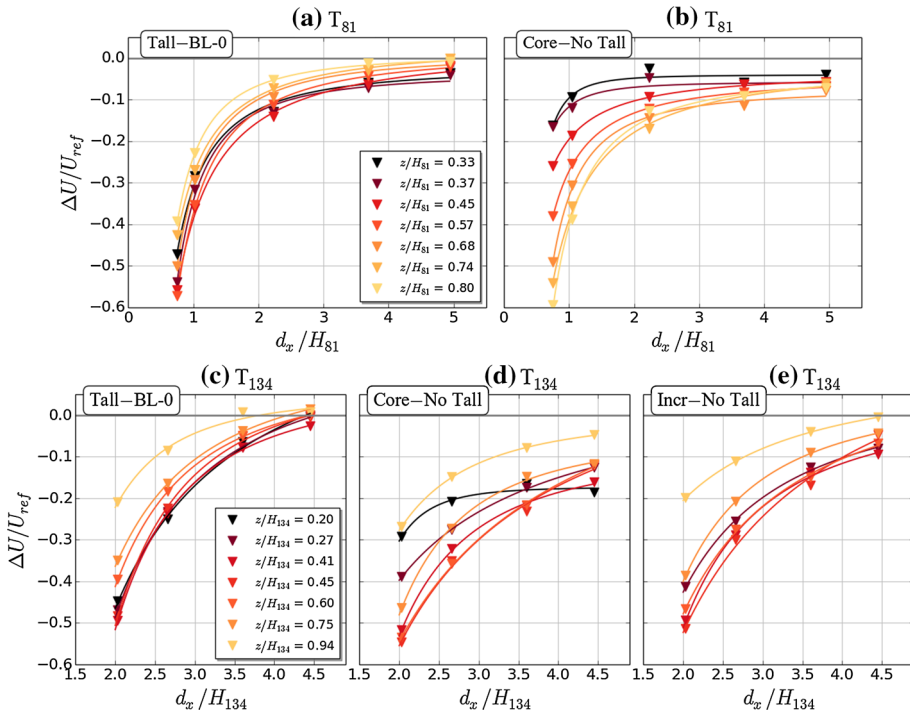 (a) T81
(b) T81
Tall−BL-0
Core−No Tall
0.0
−0.1
−0.2
−0.3
−0.4
−0.5
−0.6
ΔU/Uref
z/H81 = 0.33
z/H81 = 0.37
z/H81 = 0.45
z/H81 = 0.57
z/H81 = 0.68
z/H81 = 0.74
z/H81 = 0.80
0 1 2 3 4 5
0 1 2 3 4 5
dx/H81
dx/H81
(c) T134
(d) T134
(e) T134
Tall−BL-0
Core−No Tall
Incr−No Tall
0.0
−0.1
−0.2
−0.3
−0.4
−0.5
−0.6
ΔU/Uref
z/H134 = 0.20
z/H134 = 0.27
z/H134 = 0.41
z/H134 = 0.45
z/H134 = 0.60
z/H134 = 0.75
z/H134 = 0.94
1.5 2.0 2.5 3.0 3.5 4.0 4.5
1.5 2.0 2.5 3.0 3.5 4.0 4.5
1.5 2.0 2.5 3.0 3.5 4.0 4.5
dx/H134
dx/H134
dx/H134